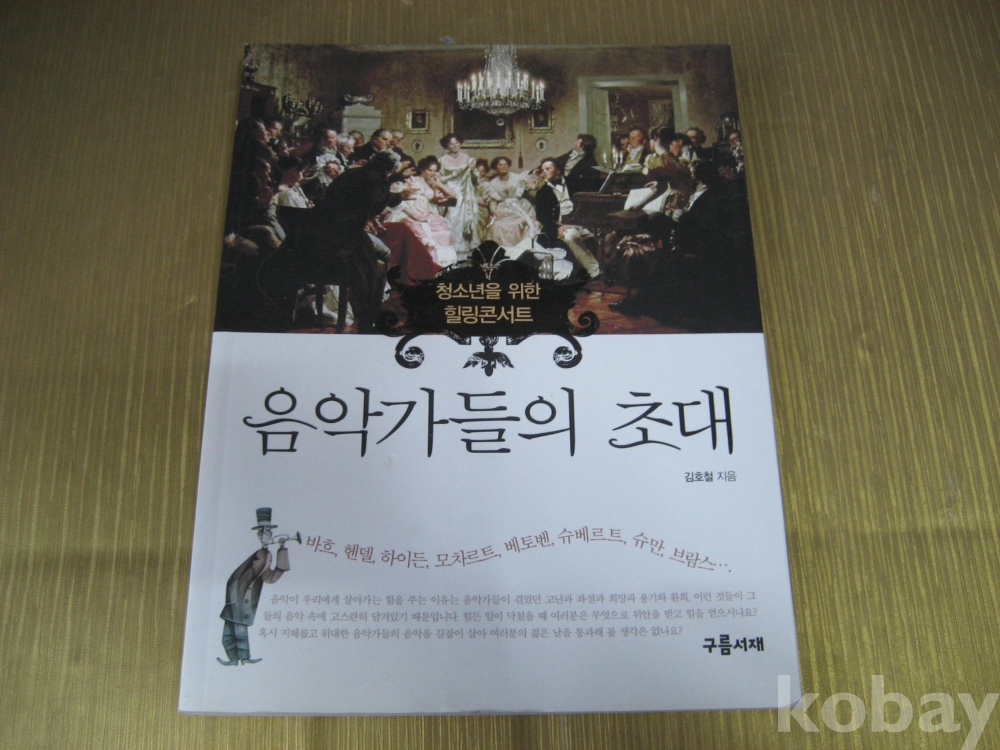 청소년을 위한
힐링콘서트
음악가들의 초대
김호철 지음
바흐, 헨델, 하이든, 모차르트, 베토벤, 슈베르트, 슈만, 브람스….
음악이 우리에게 살아가는 힘을 주는 이유는 음악가들이 겪었던 고난과 좌절과 희망과 용기와 환희, 이런 것들이 그
들의 음악 속에 고스란히 담겨있기 때문입니다. 힘든 일이 닥쳤을 때 여러분은 무엇으로 위안을 받고 힘을 얻으시나요?
혹시 지혜롭고 위대한 음악가들의 음악을 길잡이 삼아 여러분의 젊은 날을 통과해 볼 생각은 없나요?
구름서재
kobay